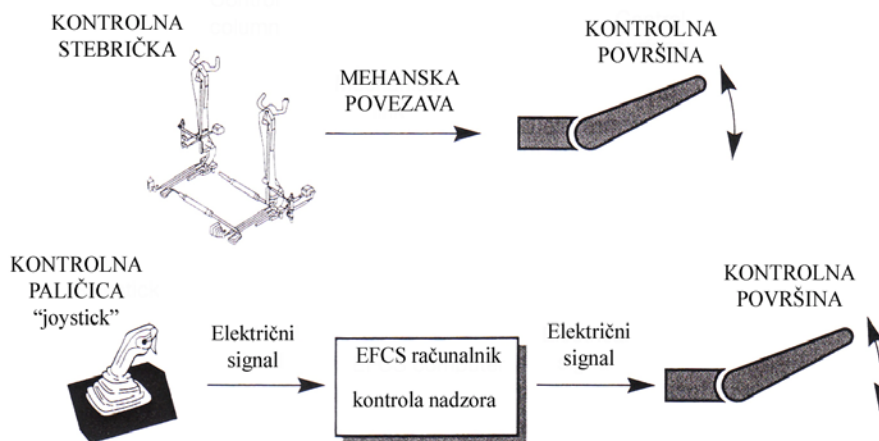 KONTROLNA
STEBRIČKA
MEHANSKA
POVEZAVA
KONTROLNA
POVRŠINA
KONTROLNA
PALIČICA
“joystick”
Električni
signal
EFCS računalnik
kontrola nadzora
Električni
signal
KONTROLNA
POVRŠINA